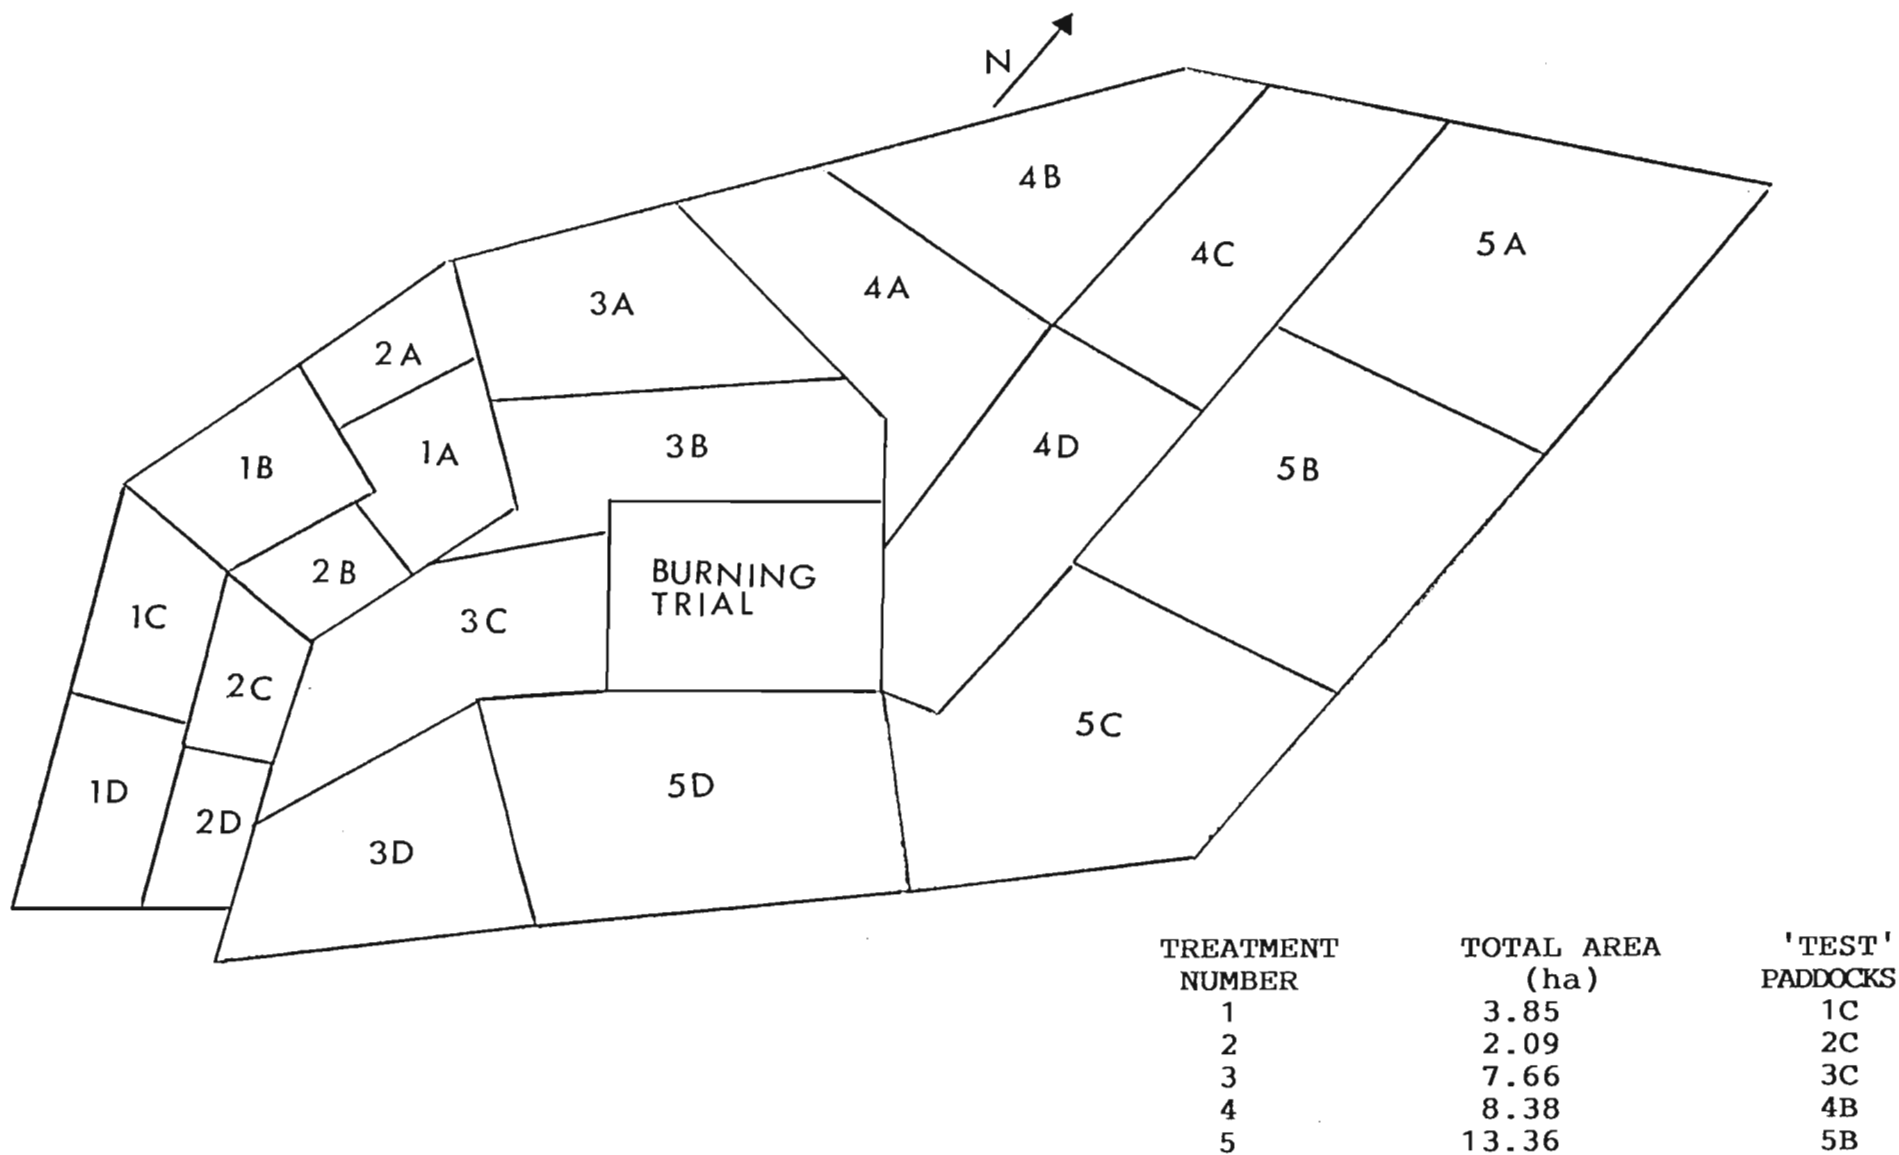 N
4B
4C
5A
4A
3A
2A
3B
1A
4D
1B
5B
BURNING
TRIAL
2B
1C
3C
2C
5C
1D
5D
2D
3D
TREATMENT TOTAL AREA 'TEST'
NUMBER (ha) PADDOCKS
1 3.85 1C
2 2.09 2C
3 7.66 3C
4 8.38 4B
5 13.36 5B